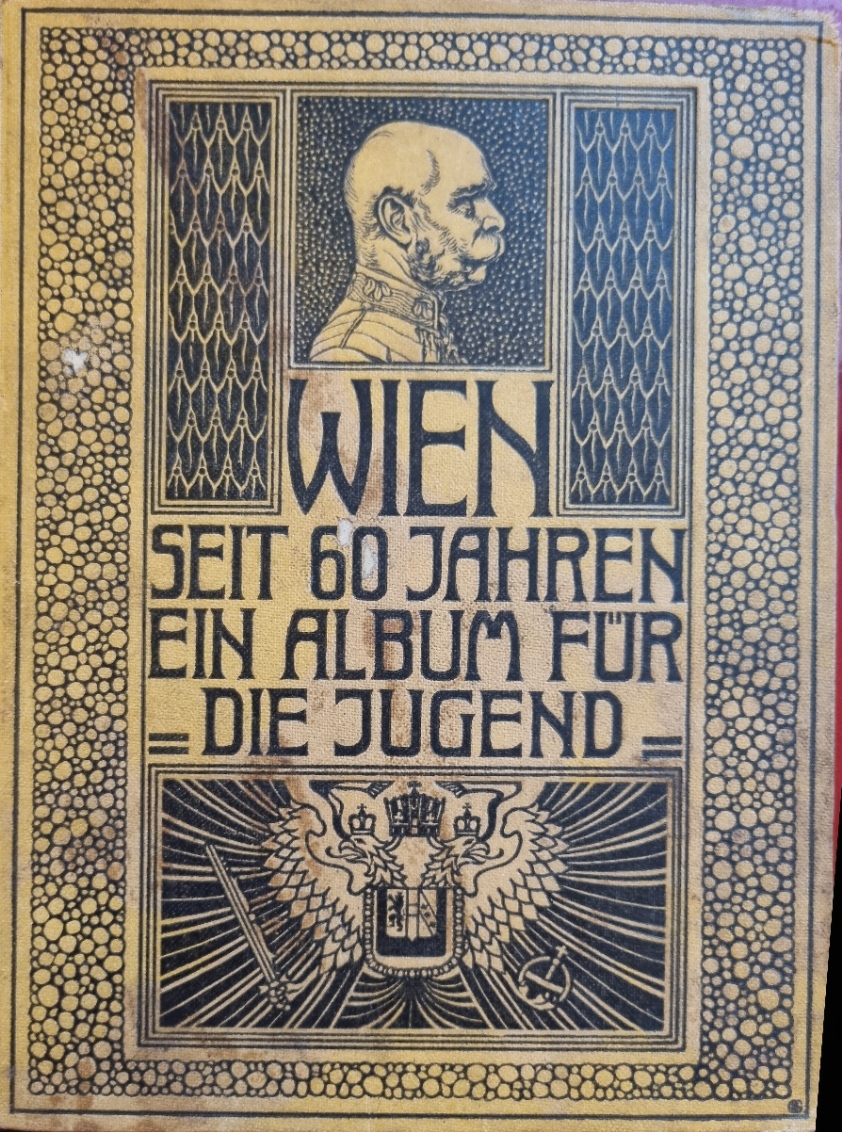 WIEN
SEIT 60 JAHREN
EIN ALBUM FÜR
DIE JUGEND